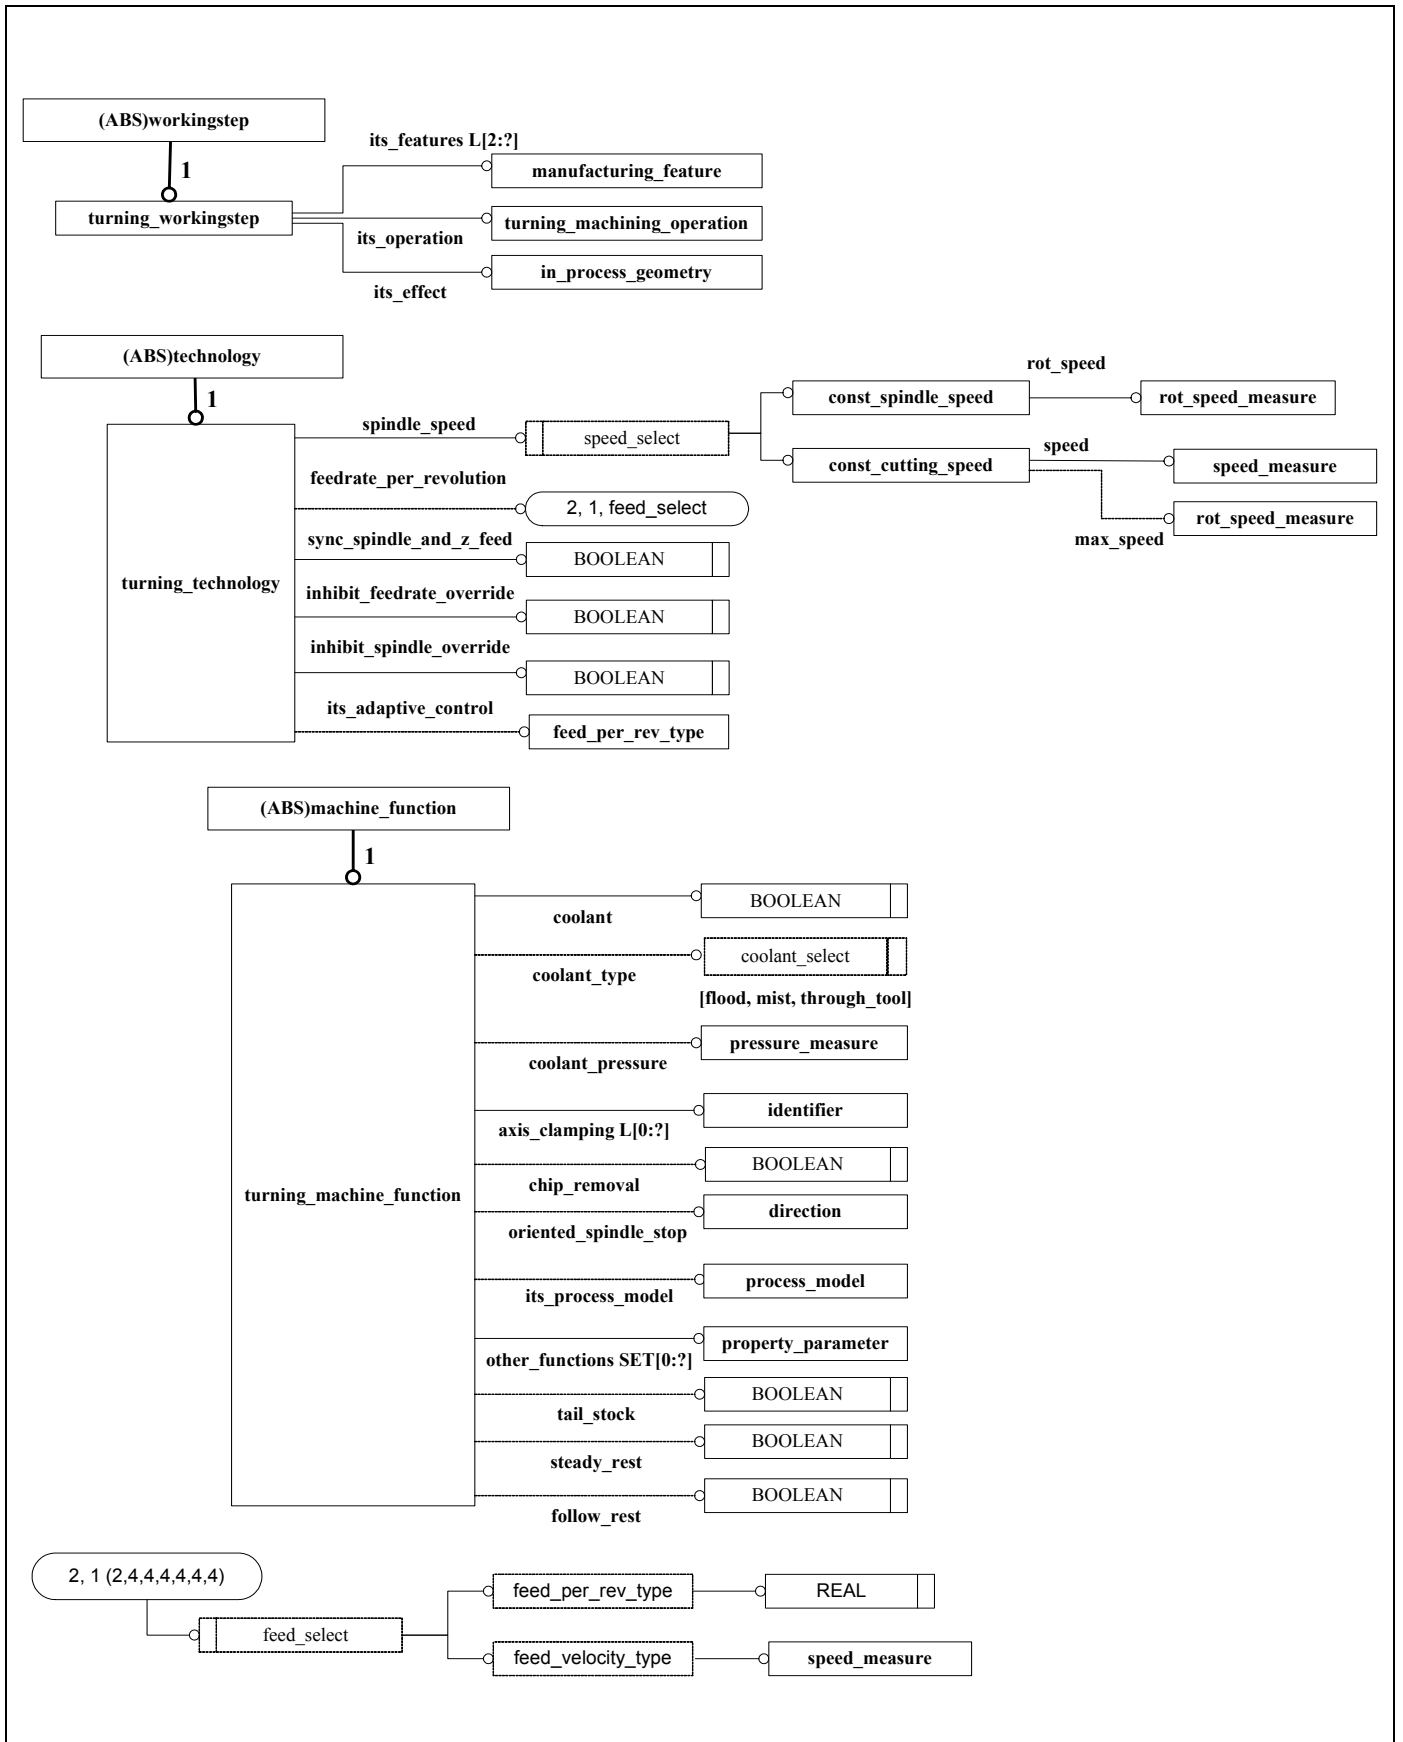 (ABS)workingstep
1
its_features L[2:?]
manufacturing_feature
turning_workingstep
turning_machining_operation
its_operation
in_process_geometry
its_effect
(ABS)technology
1
rot_speed
const_spindle_speed
rot_speed_measure
spindle_speed
speed_select
speed
const_cutting_speed
speed_measure
feedrate_per_revolution
2, 1, feed_select
rot_speed_measure
max_speed
sync_spindle_and_z_feed
BOOLEAN
turning_technology
inhibit_feedrate_override
BOOLEAN
inhibit_spindle_override
BOOLEAN
its_adaptive_control
feed_per_rev_type
(ABS)machine_function
1
BOOLEAN
coolant
coolant_select
coolant_type
[flood, mist, through_tool]
pressure_measure
coolant_pressure
identifier
axis_clamping L[0:?]
BOOLEAN
chip_removal
turning_machine_function
direction
oriented_spindle_stop
process_model
its_process_model
property_parameter
other_functions SET[0:?]
BOOLEAN
tail_stock
BOOLEAN
steady_rest
BOOLEAN
follow_rest
2, 1 (2,4,4,4,4,4,4)
feed_per_rev_type
REAL
feed_select
feed_velocity_type
speed_measure